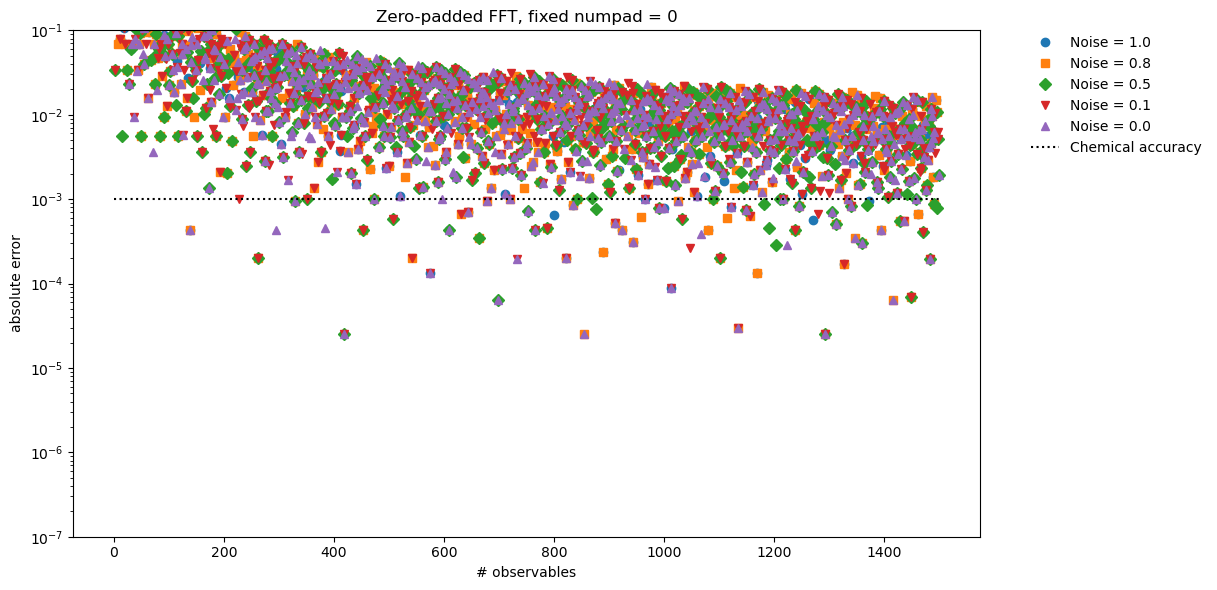 Zero-padded FFT, fixed numpad = 0
absolute error
10⁻¹
10⁻²
10⁻³
10⁻⁴
10⁻⁵
10⁻⁶
10⁻⁷
0 200 400 600 800 1000 1200 1400
# observables
Noise = 1.0
Noise = 0.8
Noise = 0.5
Noise = 0.1
Noise = 0.0
Chemical accuracy